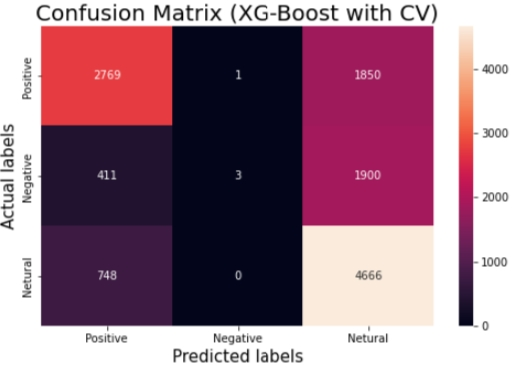 Confusion Matrix (XG-Boost with CV)
Actual labels
Positive
2769 1 1850
Negative
411 3 1900
Netural
748 0 4666
Positive Negative Netural
Predicted labels
4000
3000
2000
1000
0